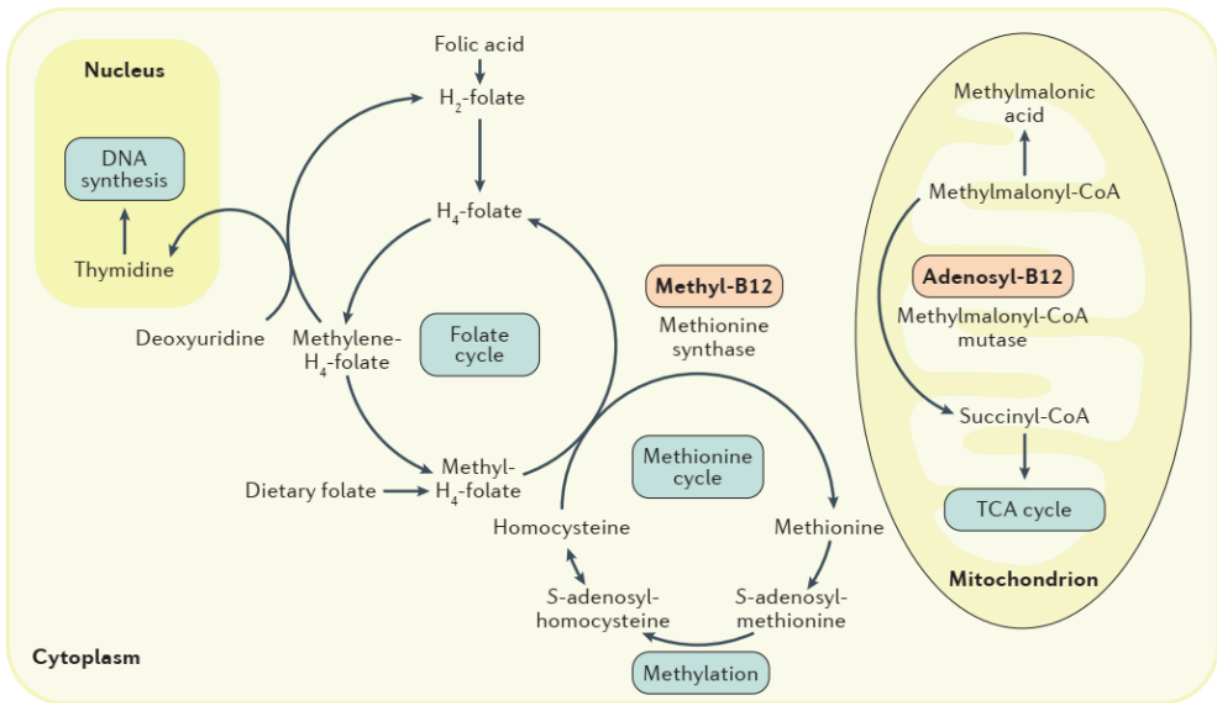 Nucleus
DNA
synthesis
Thymidine
Deoxyuridine
Folic acid
H₂-folate
H₄-folate
Methylene-
H₄-folate
Folate
cycle
Dietary folate
Methyl-
H₄-folate
Methyl-B12
Methionine
synthase
Methionine
cycle
Homocysteine
Methionine
S-adenosyl-
homocysteine
S-adenosyl-
methionine
Methylation
Cytoplasm
Methylmalonic
acid
Methylmalonyl-CoA
Adenosyl-B12
Methylmalonyl-CoA
mutase
Succinyl-CoA
TCA cycle
Mitochondrion